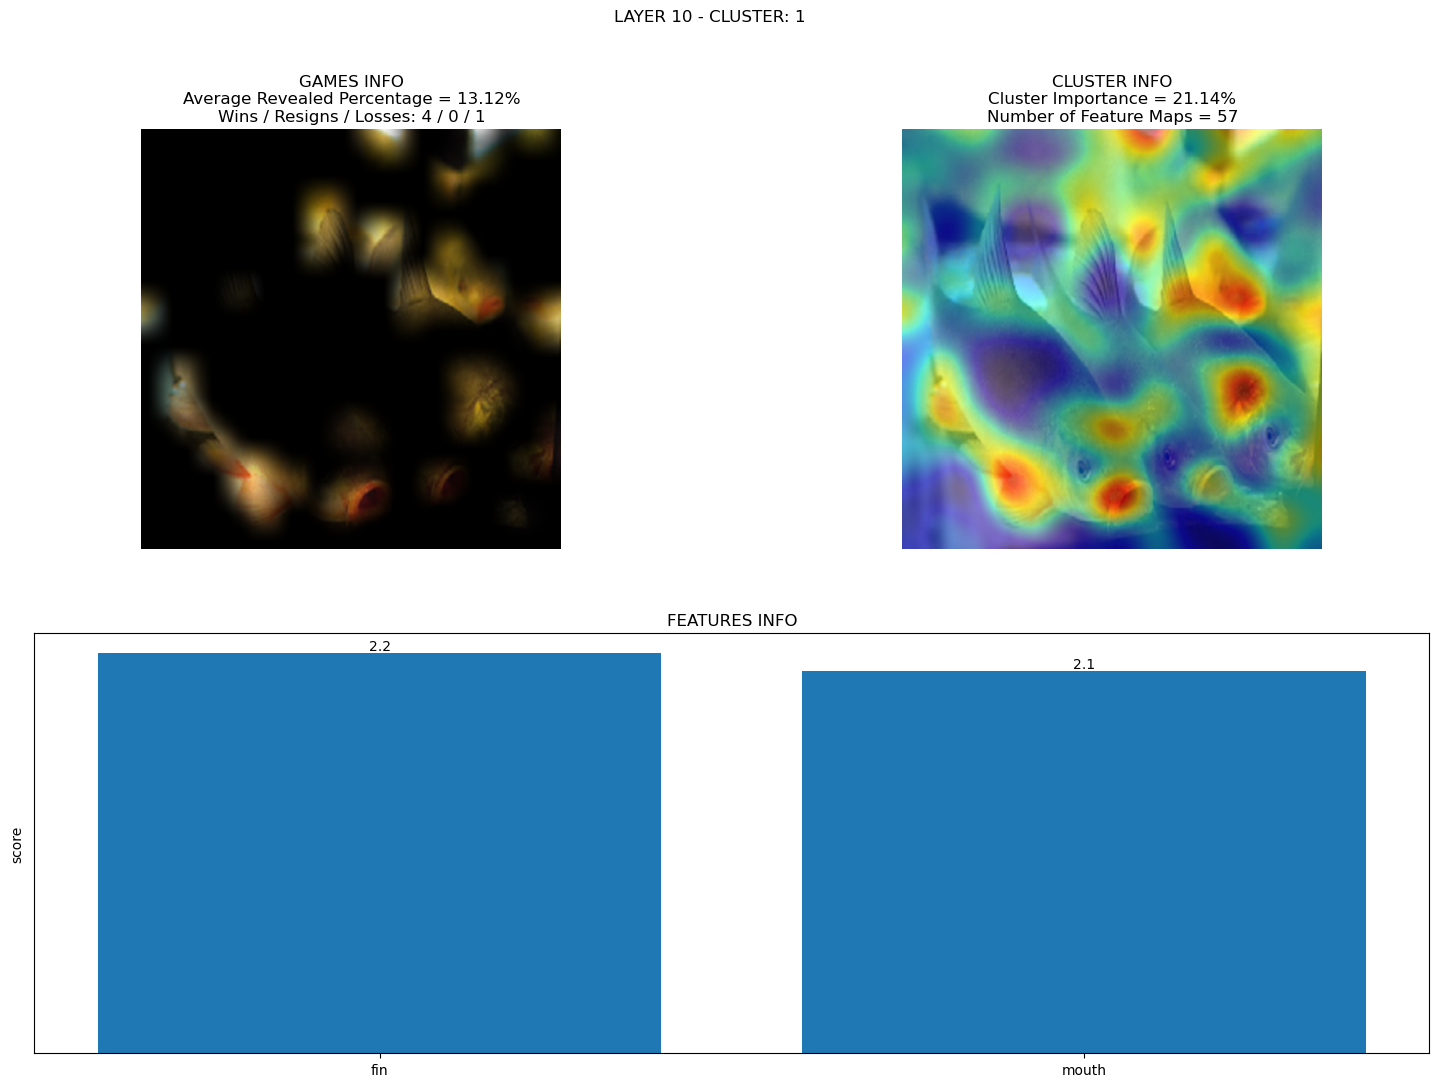 LAYER 10 - CLUSTER: 1
GAMES INFO
Average Revealed Percentage = 13.12%
Wins / Resigns / Losses: 4 / 0 / 1
CLUSTER INFO
Cluster Importance = 21.14%
Number of Feature Maps = 57
FEATURES INFO
2.2
2.1
score
fin
mouth